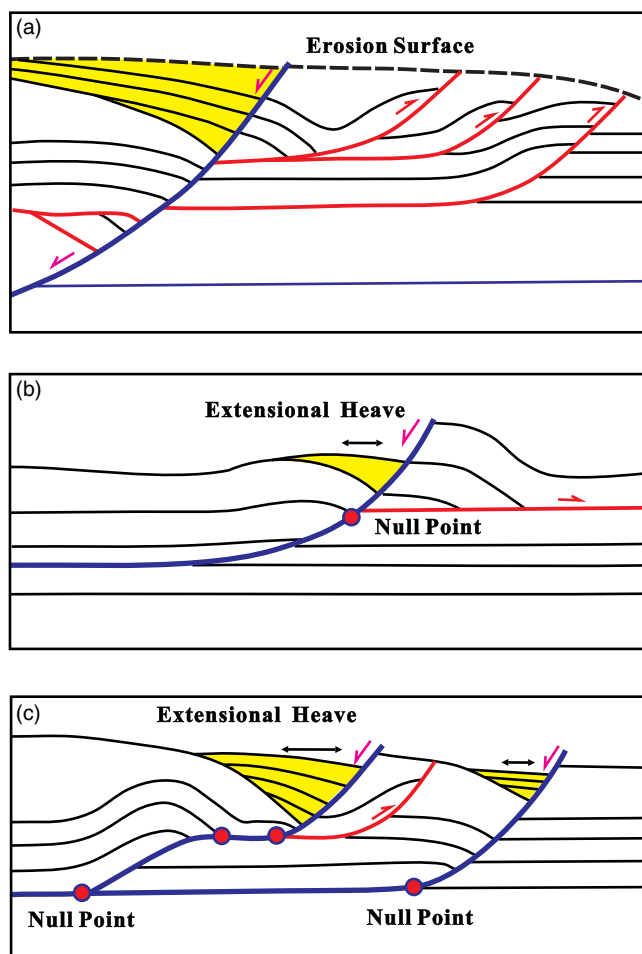 (a)
Erosion Surface
(b)
Extensional Heave
Null Point
(c)
Extensional Heave
Null Point
Null Point